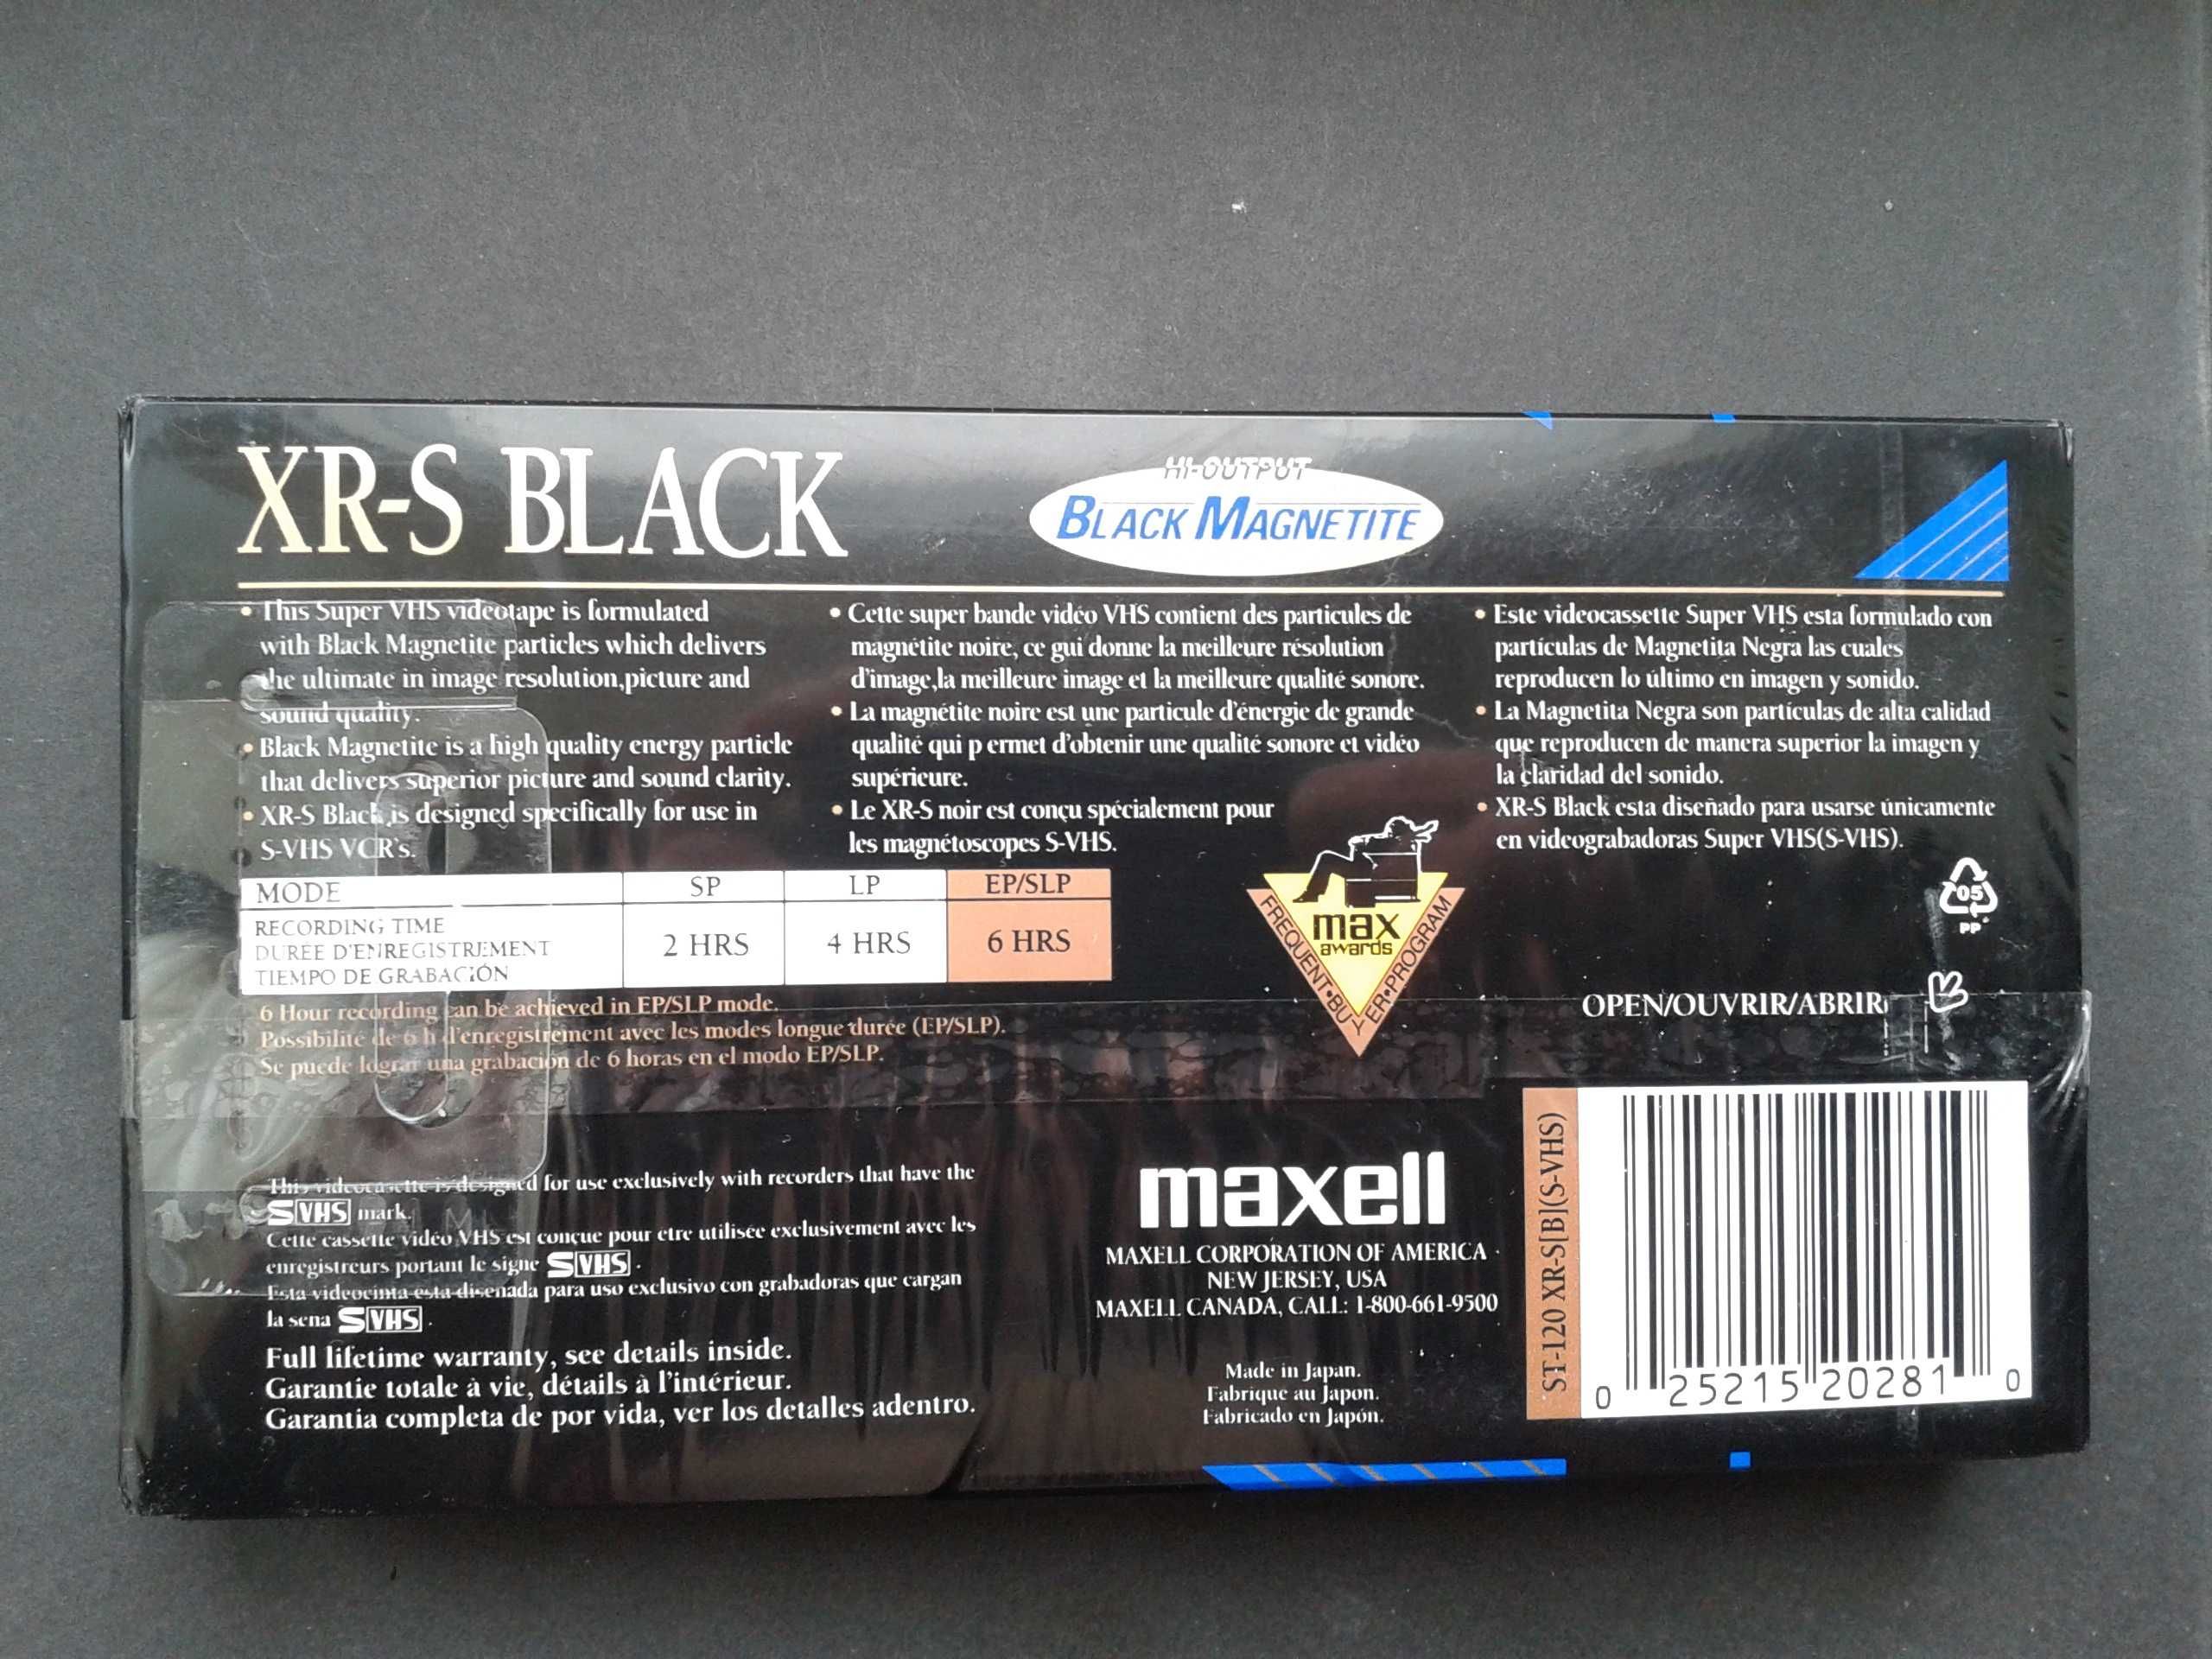 XR-S BLACK
HI-OUTPUT
BLACK MAGNETITE
• This Super VHS videotape is formulated
with Black Magnetite particles which delivers
the ultimate in image resolution,picture and
sound quality.
• Black Magnetite is a high quality energy particle
that delivers superior picture and sound clarity.
• XR-S Black is designed specifically for use in
S-VHS VCR's.
• Cette super bande vidéo VHS contient des particules de
magnétite noire, ce gui donne la meilleure résolution
d'image,la meilleure image et la meilleure qualité sonore.
• La magnétite noire est une particule d'énergie de grande
qualité qui p ermet d'obtenir une qualité sonore et vidéo
supérieure.
• Le XR-S noir est conçu spécialement pour
les magnétoscopes S-VHS.
• Este videocassette Super VHS esta formulado con
partículas de Magnetita Negra las cuales
reproducen lo último en imagen y sonido.
• La Magnetita Negra son partículas de alta calidad
que reproducen de manera superior la imagen y
la claridad del sonido.
• XR-S Black esta diseñado para usarse únicamente
en videograbadoras Super VHS(S-VHS).
MODE SP LP EP/SLP
RECORDING TIME
DURÉE D'ENREGISTREMENT
TIEMPO DE GRABACIÓN
2 HRS 4 HRS 6 HRS
6 Hour recording can be achieved in EP/SLP mode.
Possibilité de 6 h d'enregistrement avec les modes longue durée (EP/SLP).
Se puede lograr una grabación de 6 horas en el modo EP/SLP.
max
awards
FREQUENT•BUYER•PROGRAM
05
PP
OPEN/OUVRIR/ABRIR
This videocasette is designed for use exclusively with recorders that have the
S VHS mark.
Cette cassette vidéo VHS est conçue pour etre utilisée exclusivement avec les
enregistreurs portant le signe S VHS .
Esta videocinta esta disenada para uso exclusivo con grabadoras que cargan
la sena S VHS .
Full lifetime warranty, see details inside.
Garantie totale à vie, détails à l'intérieur.
Garantia completa de por vida, ver los detalles adentro.
maxell
MAXELL CORPORATION OF AMERICA
NEW JERSEY, USA
MAXELL CANADA, CALL: 1-800-661-9500
Made in Japan.
Fabrique au Japon.
Fabricado en Japón.
ST-120 XR-S[B](S-VHS)
0 25215 20281 0